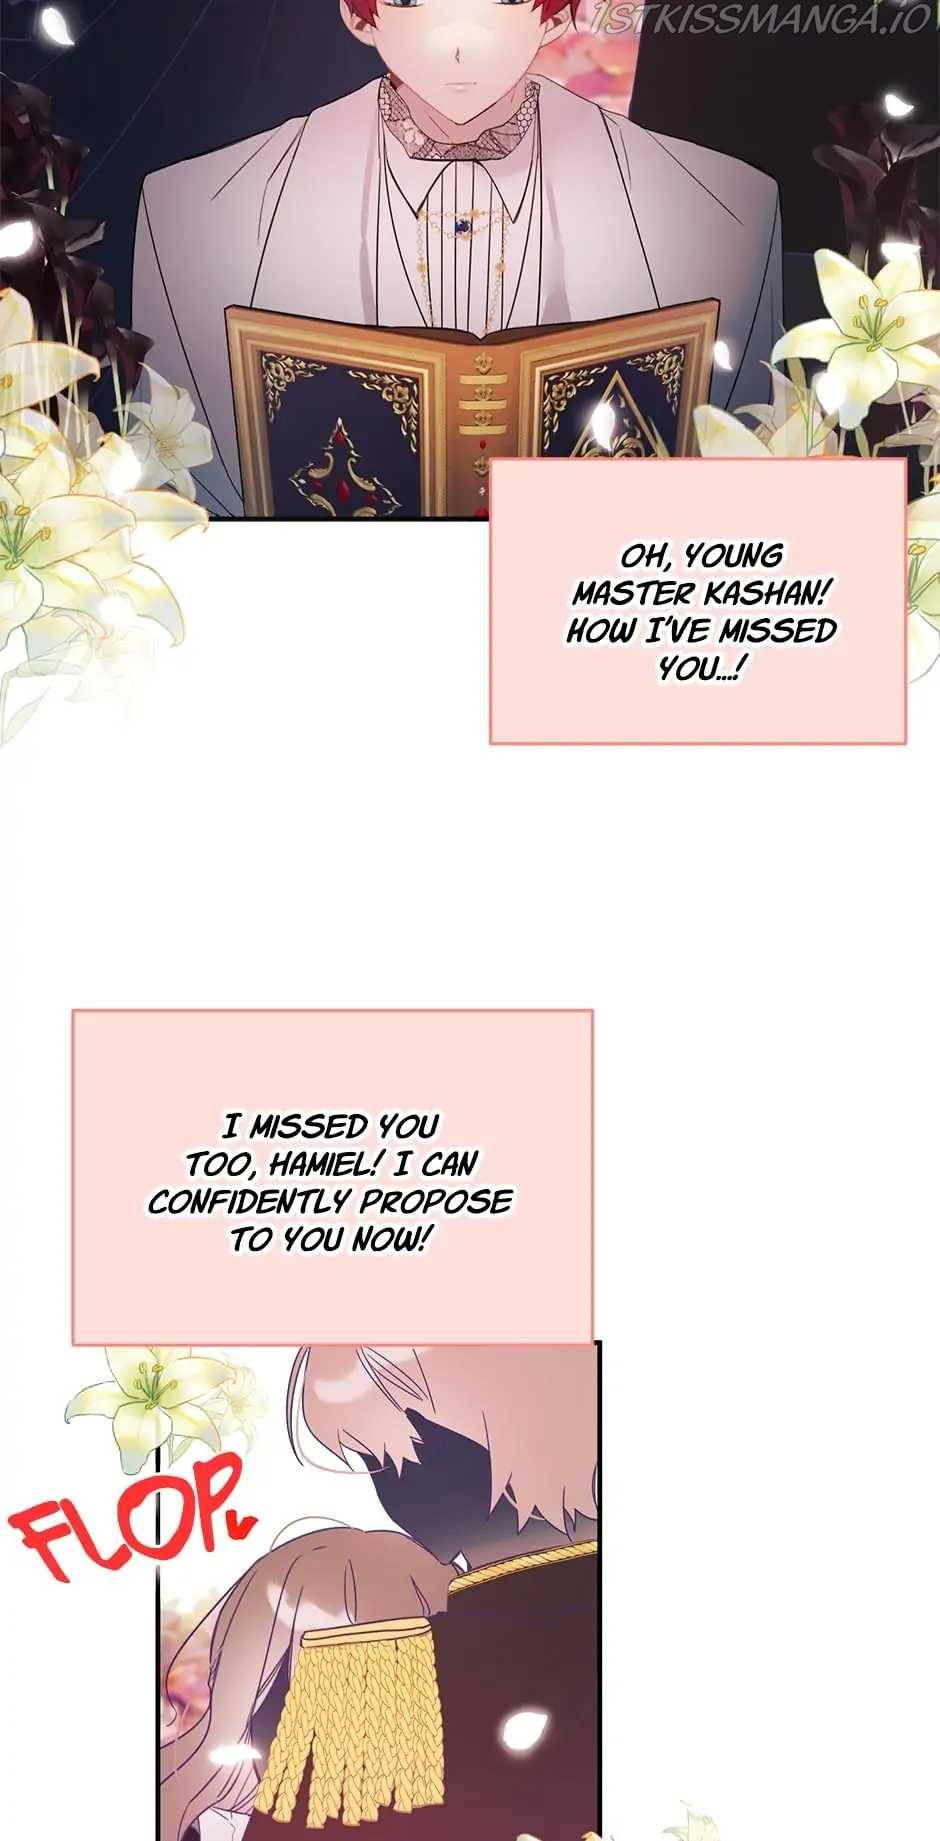 1STKISSMANGA.iO
OH, YOUNG
MASTER KASHAN!
HOW I'VE MISSED
YOU...!
I MISSED YOU
TOO, HAMIEL! I CAN
CONFIDENTLY PROPOSE
TO YOU NOW!
FLOP